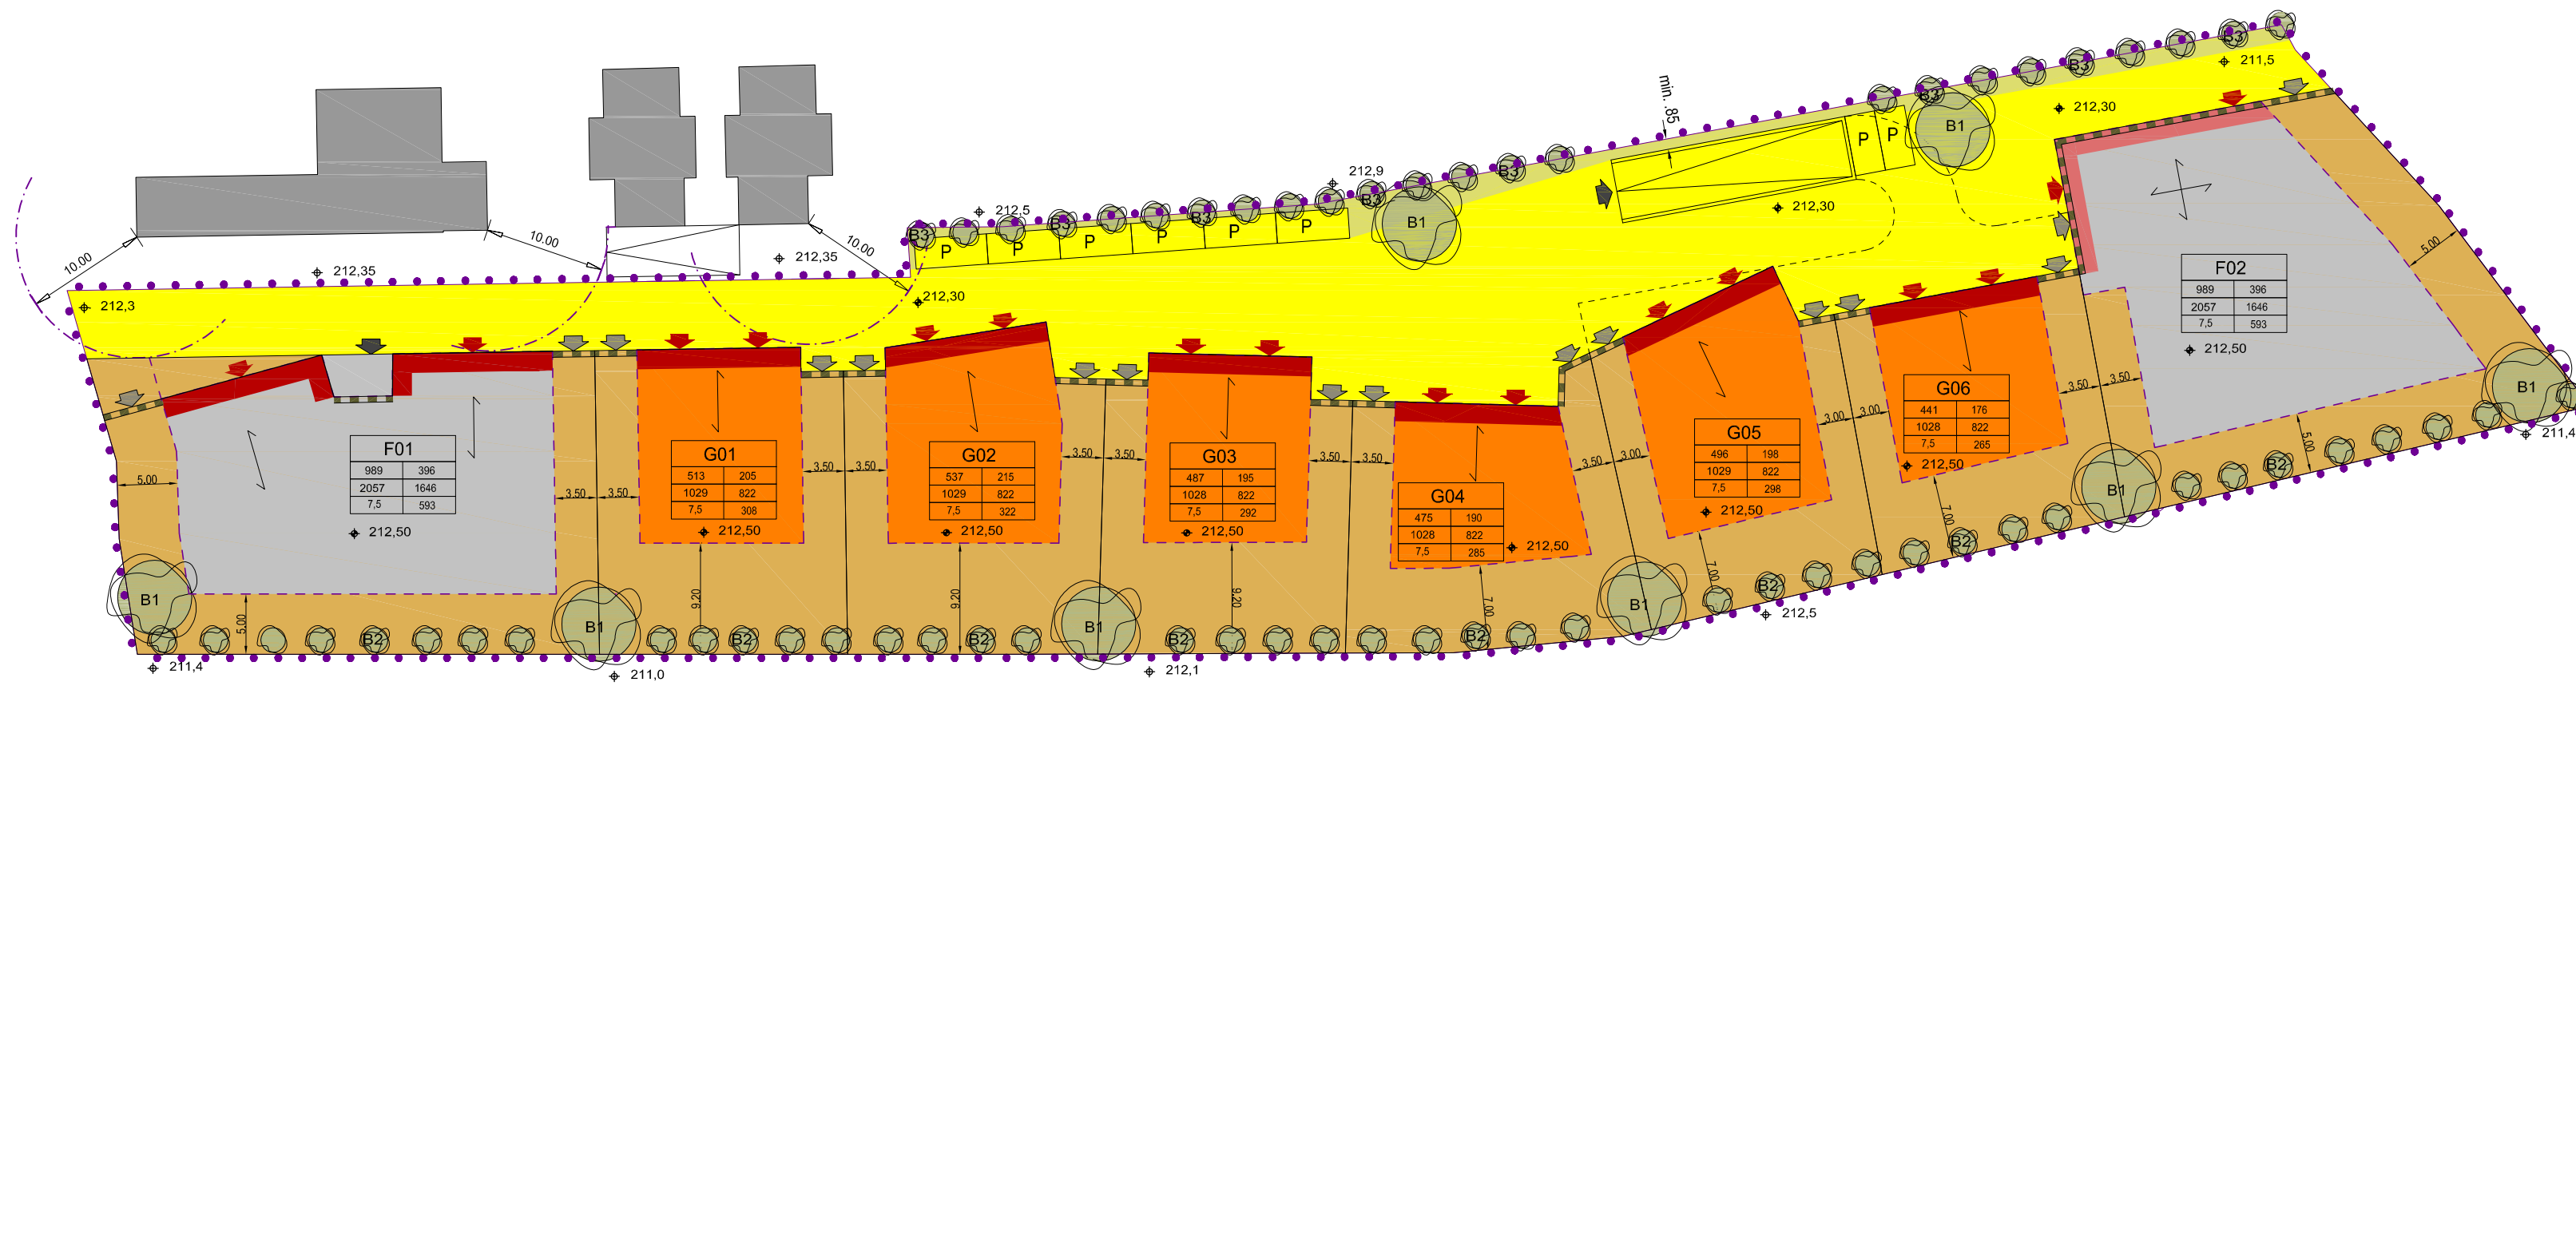 B3
211,5
212,30
B3
B3
P
P
B1
min. .85
212,9
B3
B3
212,5
B3
B3
B3
P
P
P
P
P
P
B1
212,30
10.00
10.00
10.00
212,35
212,35
212,30
212,3
5.00
F02
989 396
2057 1646
7,5 593
212,50
F01
989 396
2057 1646
7,5 593
212,50
G01
513 205
1029 822
7,5 308
212,50
G02
537 215
1029 822
7,5 322
212,50
G03
487 195
1028 822
7,5 292
212,50
G04
475 190
1028 822
7,5 285
212,50
G05
496 198
1029 822
7,5 298
212,50
G06
441 176
1028 822
7,5 265
212,50
5.00
3.50
3.50
3.50
3.50
3.50
3.50
3.50
3.50
3.50
3.00
3.00
3.00
3.50
3.50
5.00
9.20
9.20
9.20
7.00
7.00
7.00
5.00
B1
B2
B1
B2
B2
B1
B2
B2
B1
B2
B2
B1
B2
B1
211,4
211,0
212,1
212,5
211,4